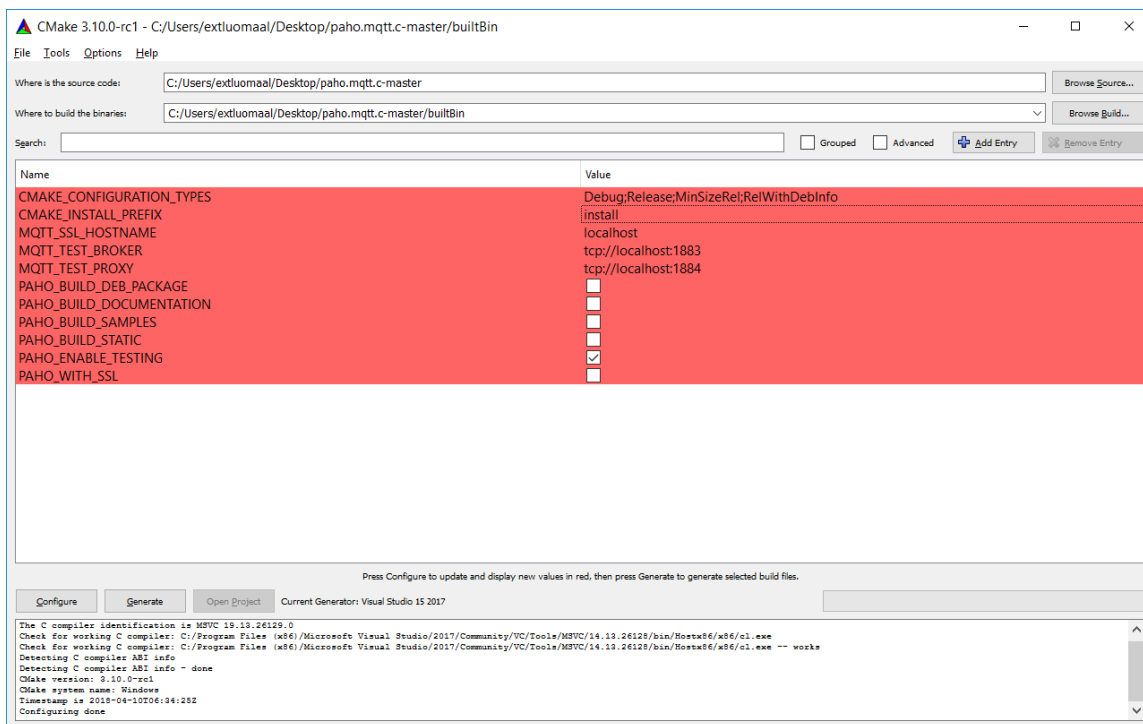 CMake 3.10.0-rc1 - C:/Users/extluomaal/Desktop/paho.mqtt.c-master/builtBin
File Tools Options Help
Where is the source code: C:/Users/extluomaal/Desktop/paho.mqtt.c-master Browse Source...
Where to build the binaries: C:/Users/extluomaal/Desktop/paho.mqtt.c-master/builtBin Browse Build...
Search: Grouped Advanced Add Entry Remove Entry
Name Value
CMAKE_CONFIGURATION_TYPES Debug;Release;MinSizeRel;RelWithDebInfo
CMAKE_INSTALL_PREFIX install
MQTT_SSL_HOSTNAME localhost
MQTT_TEST_BROKER tcp://localhost:1883
MQTT_TEST_PROXY tcp://localhost:1884
PAHO_BUILD_DEB_PACKAGE
PAHO_BUILD_DOCUMENTATION
PAHO_BUILD_SAMPLES
PAHO_BUILD_STATIC
PAHO_ENABLE_TESTING
PAHO_WITH_SSL
Press Configure to update and display new values in red, then press Generate to generate selected build files.
Configure Generate Open Project Current Generator: Visual Studio 15 2017
The C compiler identification is MSVC 19.13.26129.0
Check for working C compiler: C:/Program Files (x86)/Microsoft Visual Studio/2017/Community/VC/Tools/MSVC/14.13.26128/bin/Hostx86/x86/cl.exe
Check for working C compiler: C:/Program Files (x86)/Microsoft Visual Studio/2017/Community/VC/Tools/MSVC/14.13.26128/bin/Hostx86/x86/cl.exe -- works
Detecting C compiler ABI info
Detecting C compiler ABI info - done
CMake version: 3.10.0-rc1
CMake system name: Windows
Timestamp is 2018-04-10T06:34:25Z
Configuring done